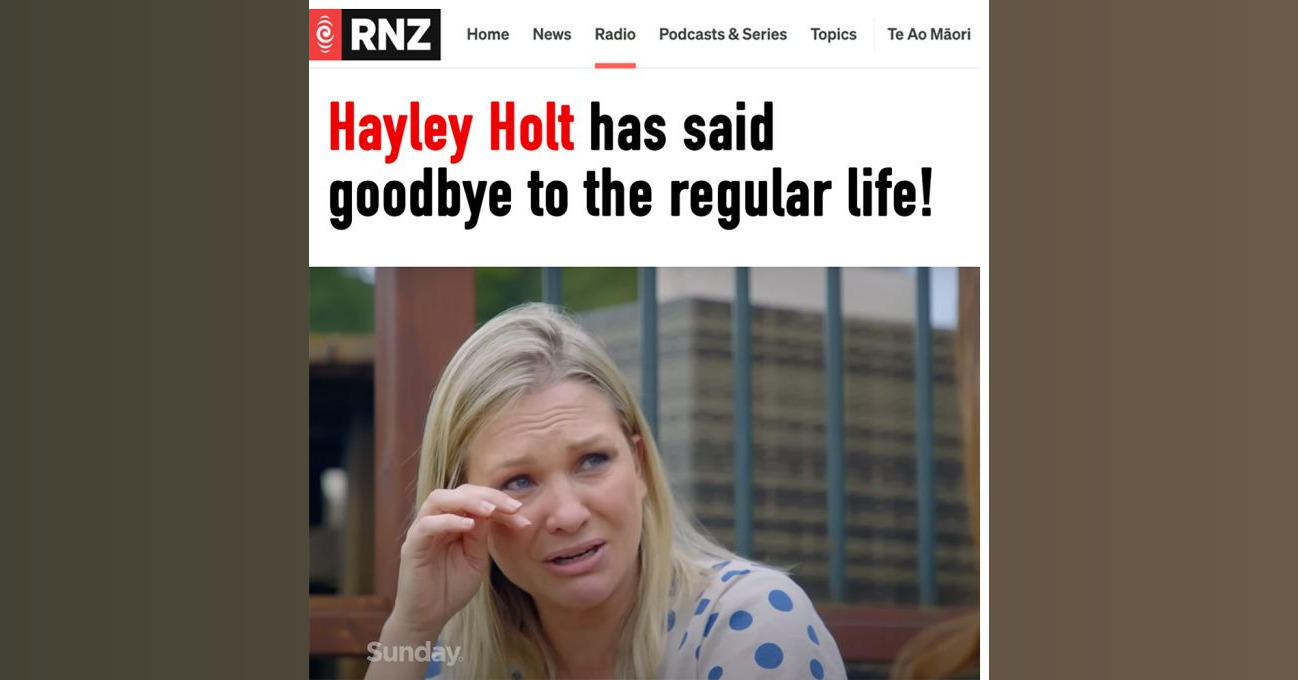 RNZ Home News Radio Podcasts & Series Topics Te Ao Māori
Hayley Holt has said
goodbye to the regular life!
Sunday.